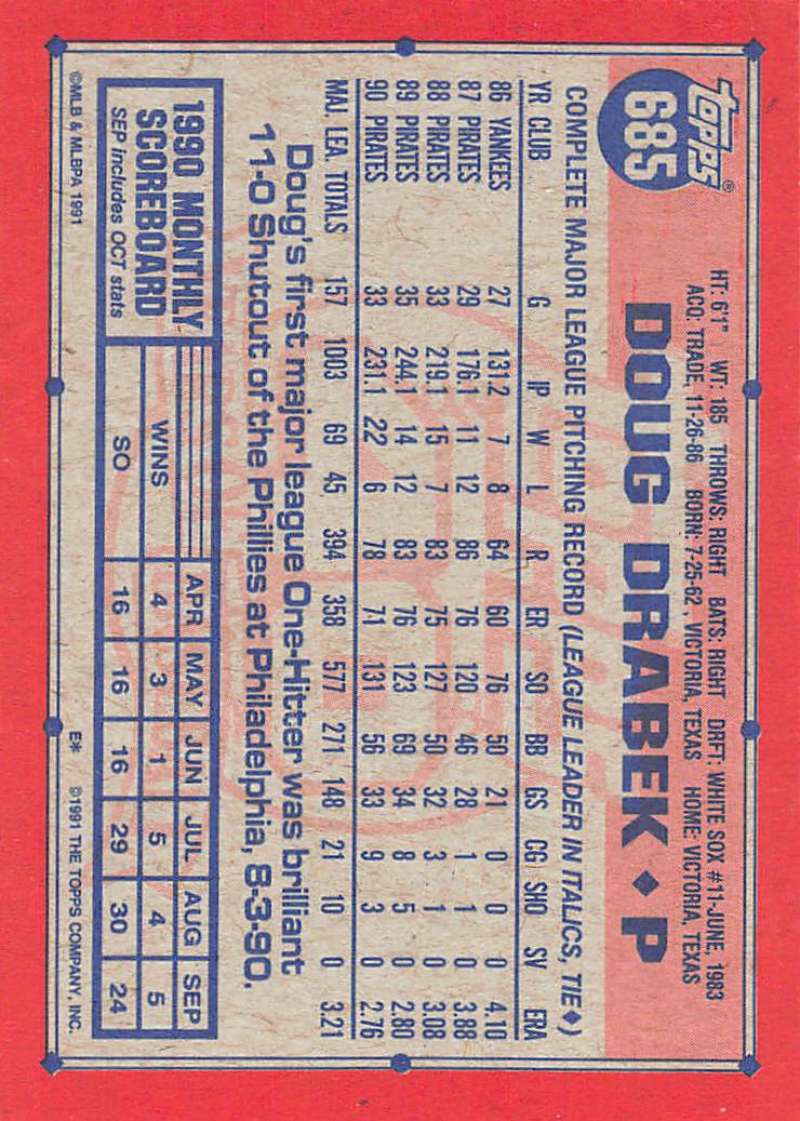 topps®
685
HT: 6'1" WT: 185 THROWS: RIGHT BATS: RIGHT DRFT: WHITE SOX #11-JUNE, 1983
ACQ: TRADE, 11-26-86 BORN: 7-25-62, VICTORIA, TEXAS HOME: VICTORIA, TEXAS
DOUG DRABEK ♦ P
COMPLETE MAJOR LEAGUE PITCHING RECORD (LEAGUE LEADER IN ITALICS, TIE♦)
YR CLUB G IP W L R ER SO BB GS CG SHO SV ERA
86 YANKEES 27 131.2 7 8 64 60 76 50 21 0 0 0 4.10
87 PIRATES 29 176.1 11 12 86 76 120 46 28 1 1 0 3.88
88 PIRATES 33 219.1 15 7 83 75 127 50 32 3 1 0 3.08
89 PIRATES 35 244.1 14 12 83 76 123 69 34 8 5 0 2.80
90 PIRATES 33 231.1 22 6 78 71 131 56 33 9 3 0 2.76
MAJ. LEA. TOTALS 157 1003 69 45 394 358 577 271 148 21 10 0 3.21
Doug's first major league One-Hitter was brilliant
11-0 Shutout of the Phillies at Philadelphia, 8-3-90.
1990 MONTHLY
SCOREBOARD
SEP includes OCT stats
APR MAY JUN JUL AUG SEP
WINS 4 3 1 5 4 5
SO 16 16 16 29 30 24
©MLB & MLBPA 1991
E* ©1991 THE TOPPS COMPANY, INC.